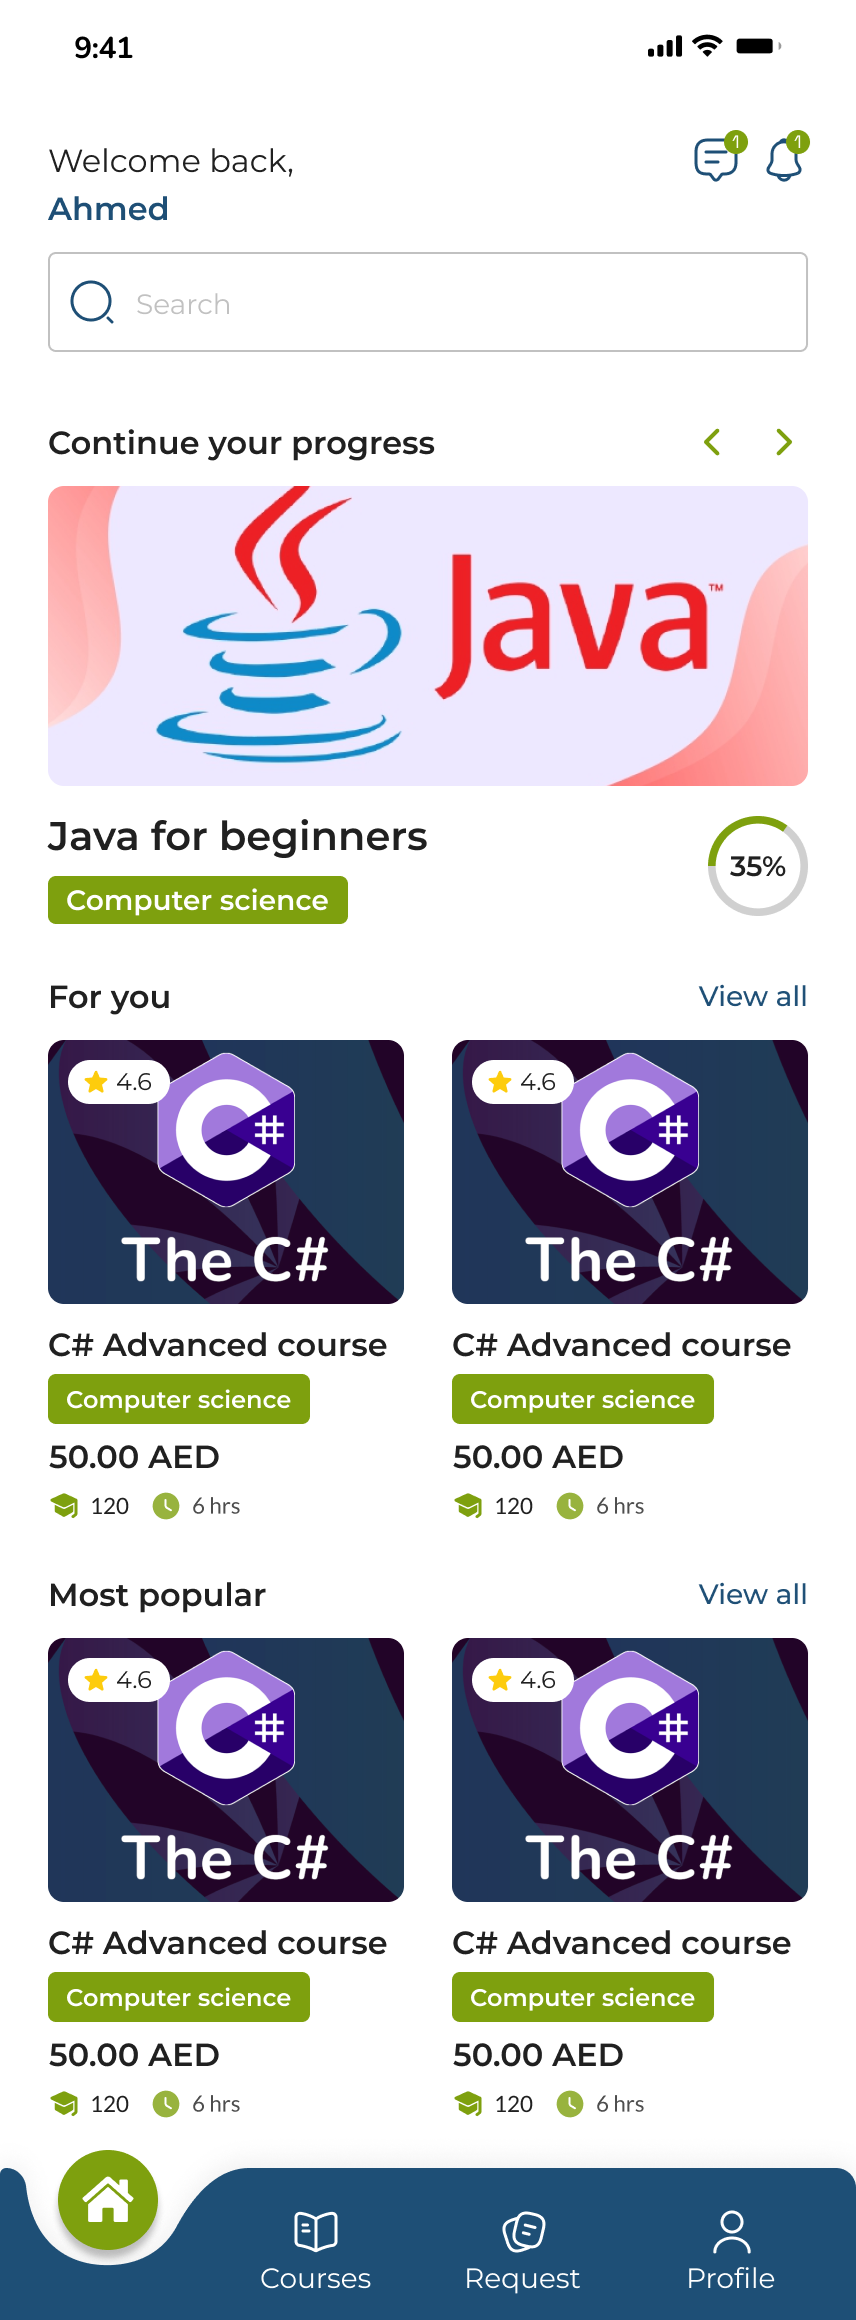 9:41
Welcome back,
1
1
Ahmed
Search
Continue your progress
Java™
Java for beginners
35%
Computer science
For you
View all
4.6
C#
The C#
4.6
C#
The C#
C# Advanced course
C# Advanced course
Computer science
Computer science
50.00 AED
50.00 AED
120 6 hrs
120 6 hrs
Most popular
View all
4.6
C#
The C#
4.6
C#
The C#
C# Advanced course
C# Advanced course
Computer science
Computer science
50.00 AED
50.00 AED
120 6 hrs
120 6 hrs
Courses
Request
Profile